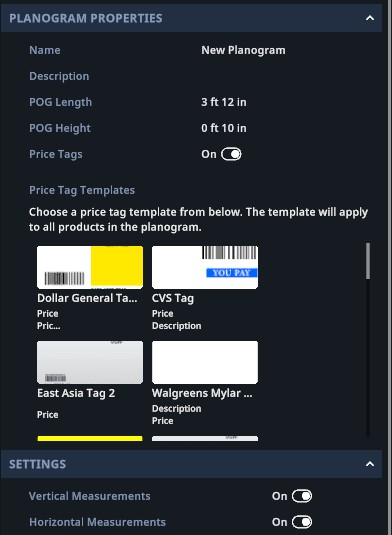 PLANOGRAM PROPERTIES
Name New Planogram
Description
POG Length 3 ft 12 in
POG Height 0 ft 10 in
Price Tags On
Price Tag Templates
Choose a price tag template from below. The template will apply
to all products in the planogram.
YOU PAY
Dollar General Ta... CVS Tag
Price Price
Pric... Description
East Asia Tag 2 Walgreens Mylar ...
Price Description
Price
SETTINGS
Vertical Measurements On
Horizontal Measurements On